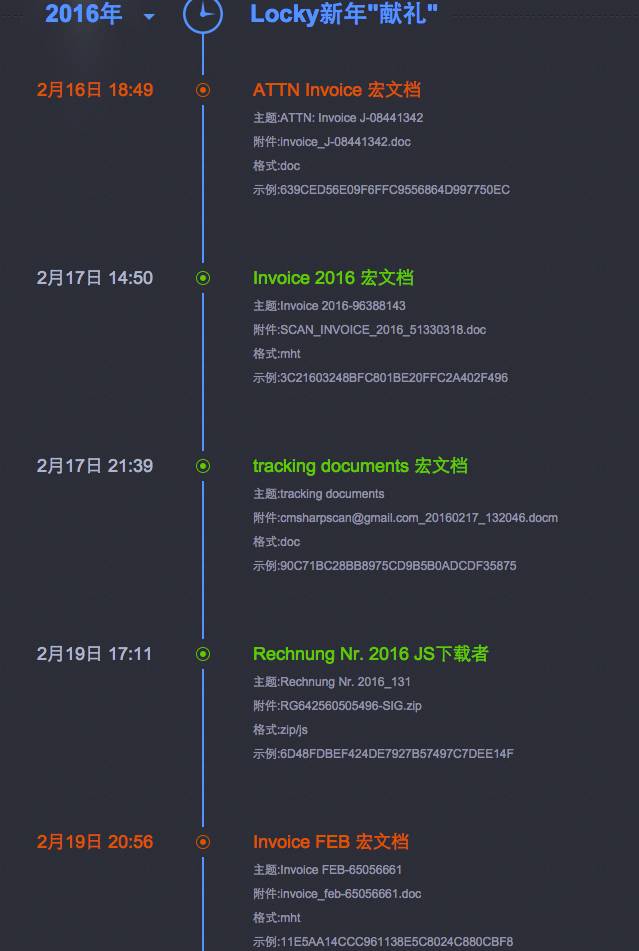 2016年 Locky新年"献礼"
2月16日 18:49 ATTN Invoice 宏文档
主题:ATTN: Invoice J-08441342
附件:invoice_J-08441342.doc
格式:doc
示例:639CED56E09F6FFC9556864D997750EC
2月17日 14:50 Invoice 2016 宏文档
主题:Invoice 2016-96388143
附件:SCAN_INVOICE_2016_51330318.doc
格式:mht
示例:3C21603248BFC801BE20FFC2A402F496
2月17日 21:39 tracking documents 宏文档
主题:tracking documents
附件:cmsharpscan@gmail.com_20160217_132046.docm
格式:doc
示例:90C71BC28BB8975CD9B5B0ADCDF35875
2月19日 17:11 Rechnung Nr. 2016 JS下载者
主题:Rechnung Nr. 2016_131
附件:RG642560505496-SIG.zip
格式:zip/js
示例:6D48FDBEF424DE7927B57497C7DEE14F
2月19日 20:56 Invoice FEB 宏文档
主题:Invoice FEB-65056661
附件:invoice_feb-65056661.doc
格式:mht
示例:11E5AA14CCC961138E5C8024C880CBF8